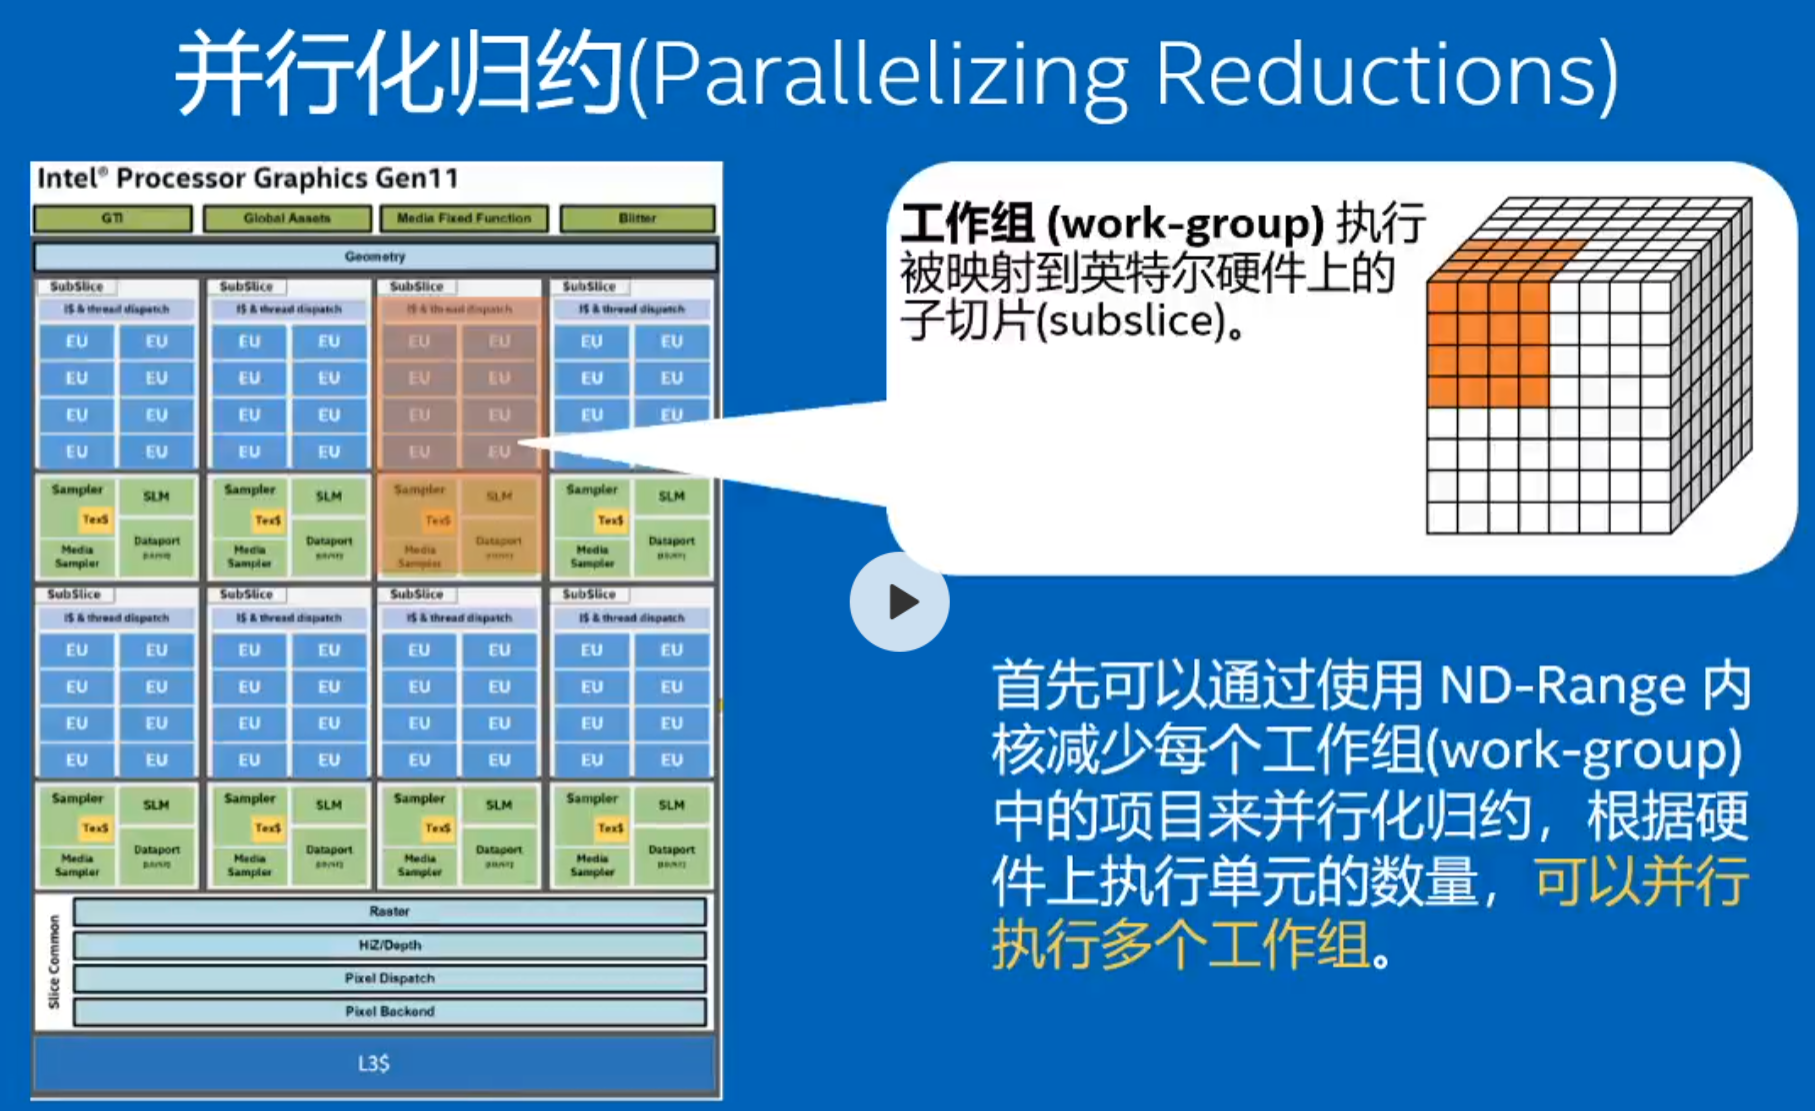 并行化归约(Parallelizing Reductions)
Intel® Processor Graphics Gen11
GTI Global Assets Media Fixed Function Blitter
Geometry
SubSlice SubSlice SubSlice SubSlice
I$ & thread dispatch I$ & thread dispatch I$ & thread dispatch I$ & thread dispatch
EU EU EU EU EU EU EU EU
EU EU EU EU EU EU EU EU
EU EU EU EU EU EU EU EU
EU EU EU EU EU EU EU
Sampler SLM Sampler SLM Sampler SLM Sampler SLM
Tex$ Tex$ Tex$ Tex$
Dataport Dataport Dataport Dataport
Media Sampler Media Sampler Media Sampler Media Sampler
SubSlice SubSlice SubSlice SubSlice
I$ & thread dispatch I$ & thread dispatch I$ & thread dispatch I$ & thread dispatch
EU EU EU EU EU EU EU EU
EU EU EU EU EU EU EU EU
EU EU EU EU EU EU EU EU
EU EU EU EU EU EU EU EU
Sampler SLM Sampler SLM Sampler SLM Sampler SLM
Tex$ Tex$ Tex$ Tex$
Dataport Dataport Dataport Dataport
Media Sampler Media Sampler Media Sampler Media Sampler
Slice Common
Raster
HiZ/Depth
Pixel Dispatch
Pixel Backend
L3$
工作组 (work-group) 执行
被映射到英特尔硬件上的
子切片(subslice)。
首先可以通过使用 ND-Range 内
核减少每个工作组(work-group)
中的项目来并行化归约，根据硬
件上执行单元的数量，可以并行
执行多个工作组。